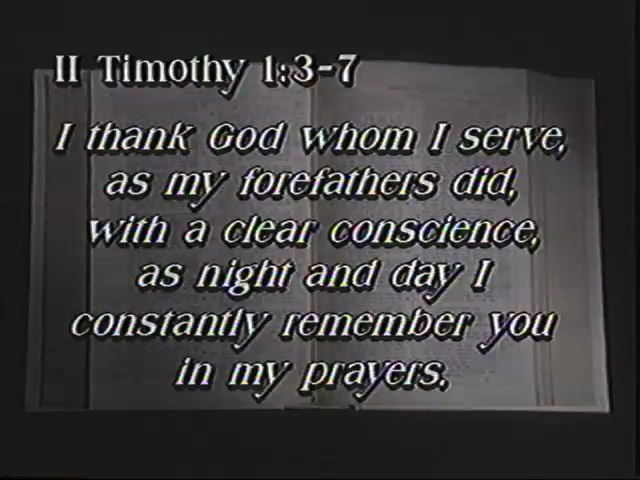 II Timothy 1:3-7
I thank God whom I serve,
as my forefathers did,
with a clear conscience,
as night and day I
constantly remember you
in my prayers.